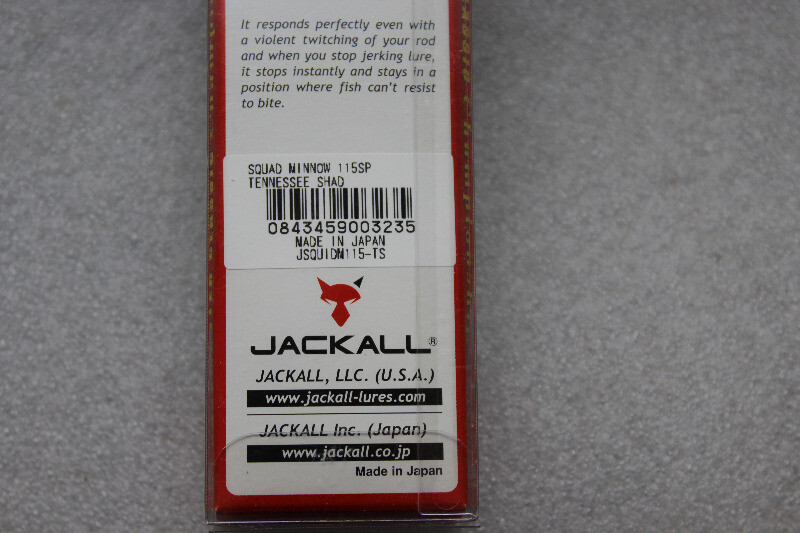 It responds perfectly even with
a violent twitching of your rod
and when you stop jerking lure,
it stops instantly and stays in a
position where fish can't resist
to bite.
SQUAD MINNOW 115SP
TENNESSEE SHAD
0843459003235
MADE IN JAPAN
JSQUIDM115-TS
JACKALL®
JACKALL, LLC. (U.S.A.)
www.jackall-lures.com
JACKALL Inc. (Japan)
www.jackall.co.jp
Made in Japan